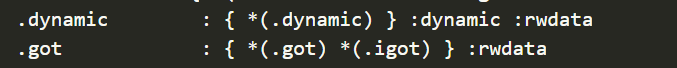 .dynamic        : { *(.dynamic) } :dynamic :rwdata
.got            : { *(.got) *(.igot) } :rwdata